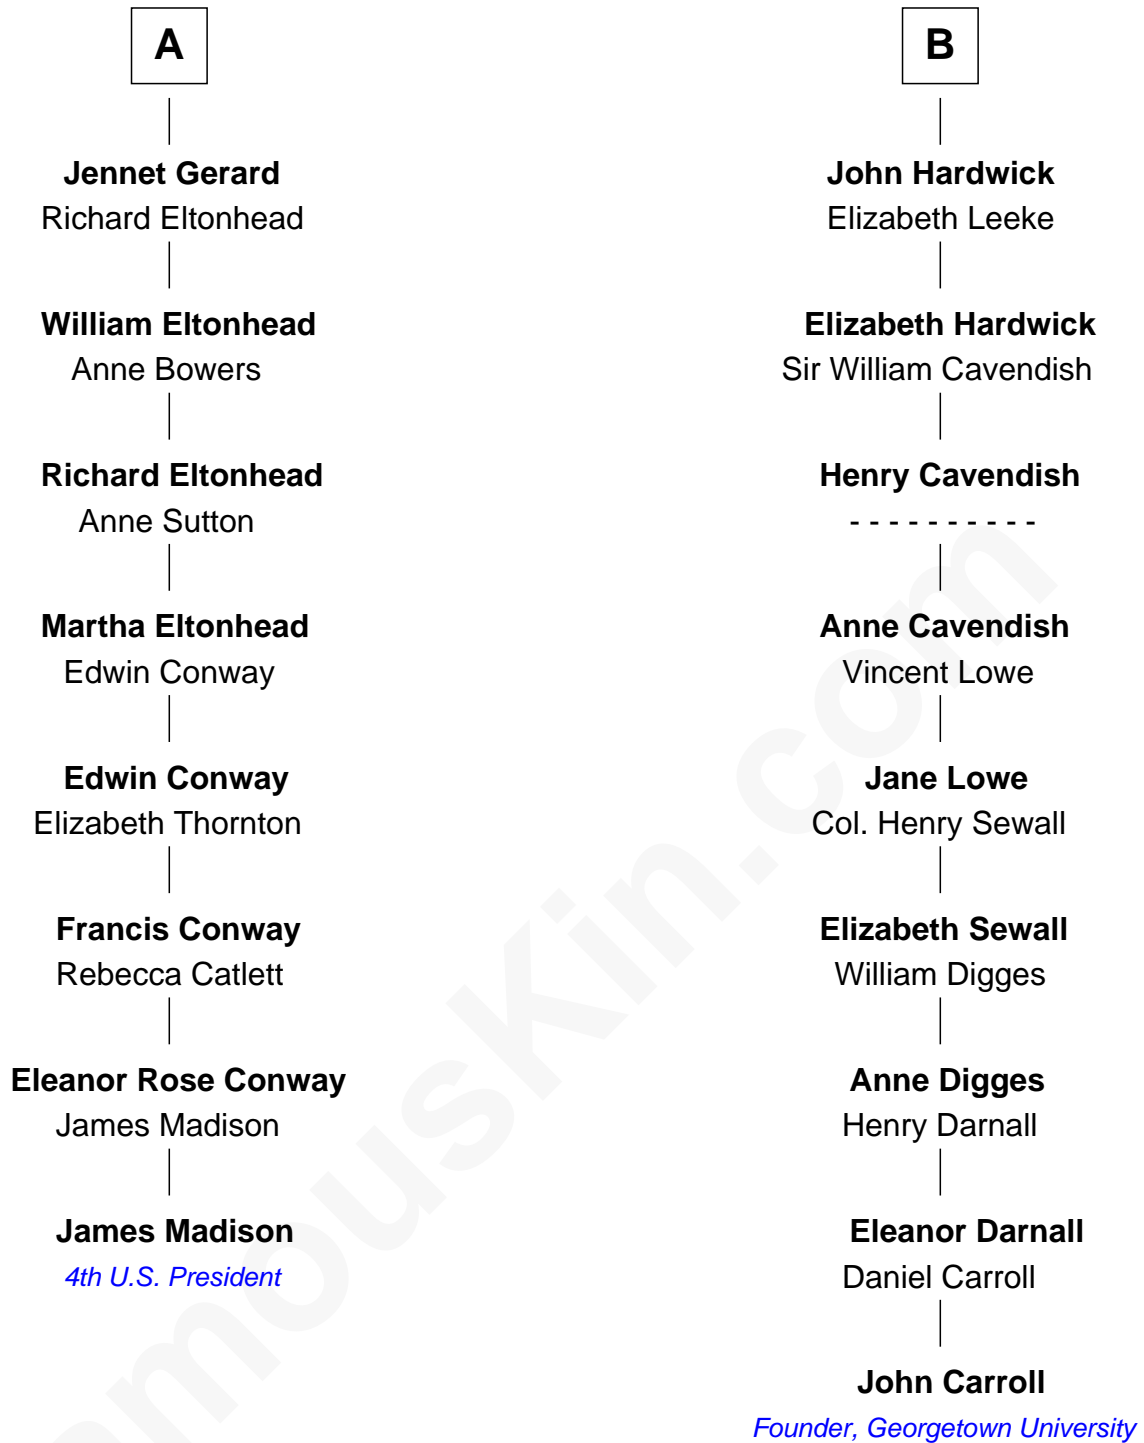 A
Jennet Gerard
Richard Eltonhead
William Eltonhead
Anne Bowers
Richard Eltonhead
Anne Sutton
Martha Eltonhead
Edwin Conway
Edwin Conway
Elizabeth Thornton
Francis Conway
Rebecca Catlett
Eleanor Rose Conway
James Madison
James Madison
4th U.S. President
B
John Hardwick
Elizabeth Leeke
Elizabeth Hardwick
Sir William Cavendish
Henry Cavendish
- - - - - - - - - -
Anne Cavendish
Vincent Lowe
Jane Lowe
Col. Henry Sewall
Elizabeth Sewall
William Digges
Anne Digges
Henry Darnall
Eleanor Darnall
Daniel Carroll
John Carroll
Founder, Georgetown University
amouskin.com